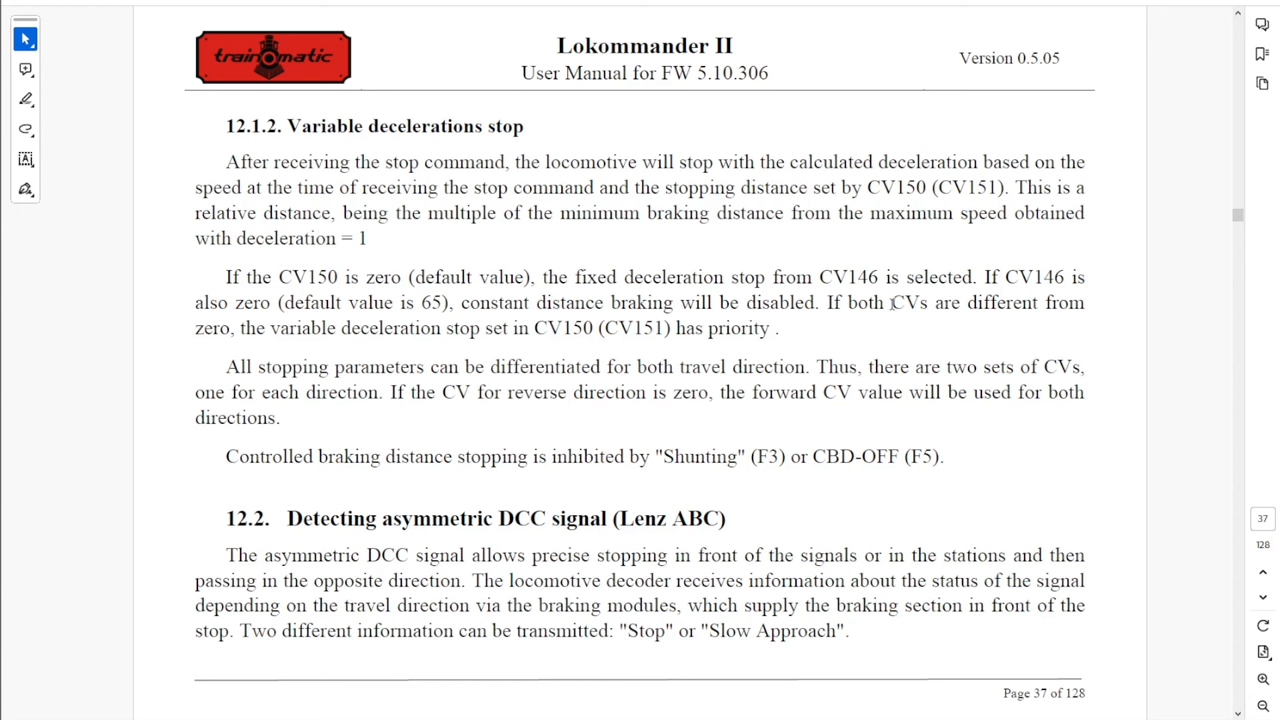 train matic
Lokommander II
User Manual for FW 5.10.306
Version 0.5.05
12.1.2. Variable decelerations stop
After receiving the stop command, the locomotive will stop with the calculated deceleration based on the
speed at the time of receiving the stop command and the stopping distance set by CV150 (CV151). This is a
relative distance, being the multiple of the minimum braking distance from the maximum speed obtained
with deceleration = 1
If the CV150 is zero (default value), the fixed deceleration stop from CV146 is selected. If CV146 is
also zero (default value is 65), constant distance braking will be disabled. If both CVs are different from
zero, the variable deceleration stop set in CV150 (CV151) has priority .
All stopping parameters can be differentiated for both travel direction. Thus, there are two sets of CVs,
one for each direction. If the CV for reverse direction is zero, the forward CV value will be used for both
directions.
Controlled braking distance stopping is inhibited by "Shunting" (F3) or CBD-OFF (F5).
12.2. Detecting asymmetric DCC signal (Lenz ABC)
The asymmetric DCC signal allows precise stopping in front of the signals or in the stations and then
passing in the opposite direction. The locomotive decoder receives information about the status of the signal
depending on the travel direction via the braking modules, which supply the braking section in front of the
stop. Two different information can be transmitted: "Stop" or "Slow Approach".
Page 37 of 128
37
128